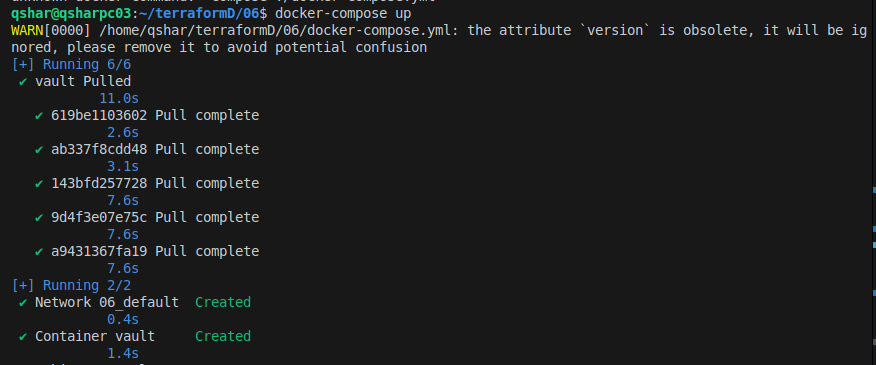 qshar@qsharpc03:~/terraformD/06$ docker-compose up
WARN[0000] /home/qshar/terraformD/06/docker-compose.yml: the attribute `version` is obsolete, it will be ig
nored, please remove it to avoid potential confusion
[+] Running 6/6
✔ vault Pulled
11.0s
✔ 619be1103602 Pull complete
2.6s
✔ ab337f8cdd48 Pull complete
3.1s
✔ 143bfd257728 Pull complete
7.6s
✔ 9d4f3e07e75c Pull complete
7.6s
✔ a9431367fa19 Pull complete
7.6s
[+] Running 2/2
✔ Network 06_default Created
0.4s
✔ Container vault Created
1.4s